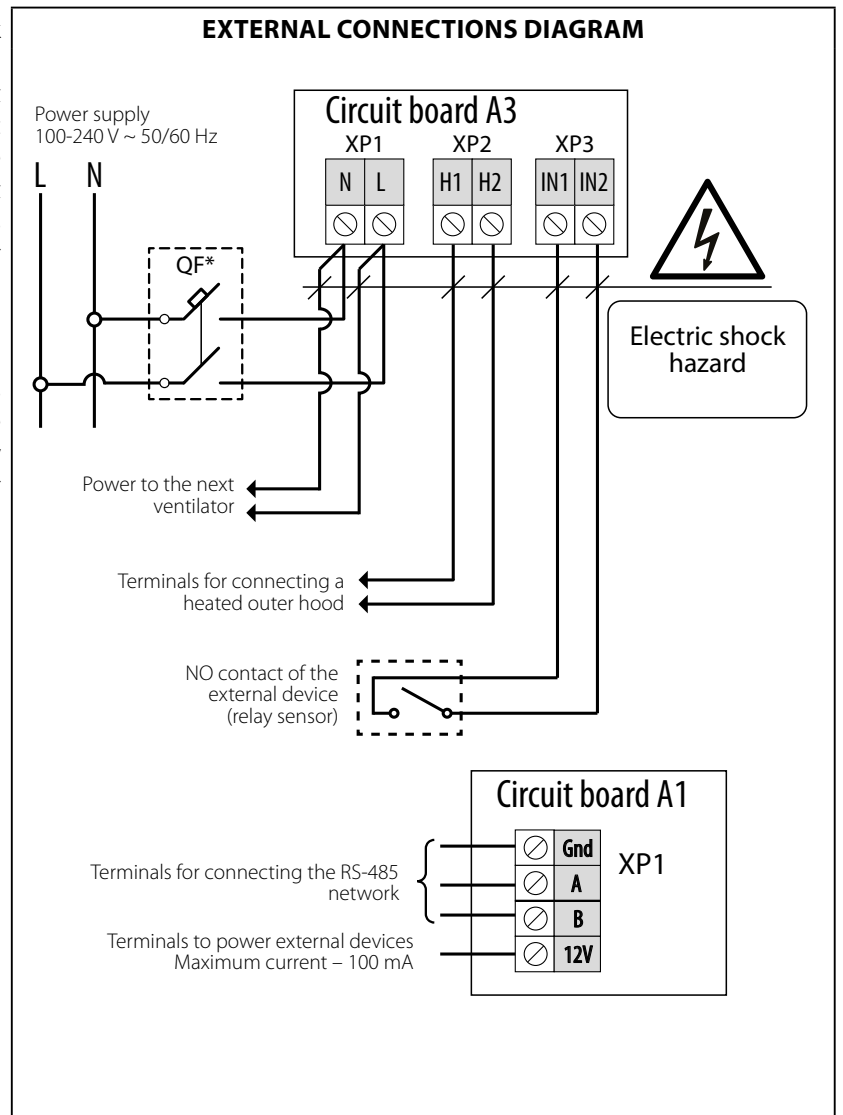 EXTERNAL CONNECTIONS DIAGRAM
Power supply
100-240 V ~ 50/60 Hz
L N
Circuit board A3
XP1 XP2 XP3
N L H1 H2 IN1 IN2
QF*
Electric shock
hazard
Power to the next
ventilator
Terminals for connecting a
heated outer hood
NO contact of the
external device
(relay sensor)
Circuit board A1
XP1
Gnd
A
B
12V
Terminals for connecting the RS-485
network
Terminals to power external devices
Maximum current – 100 mA